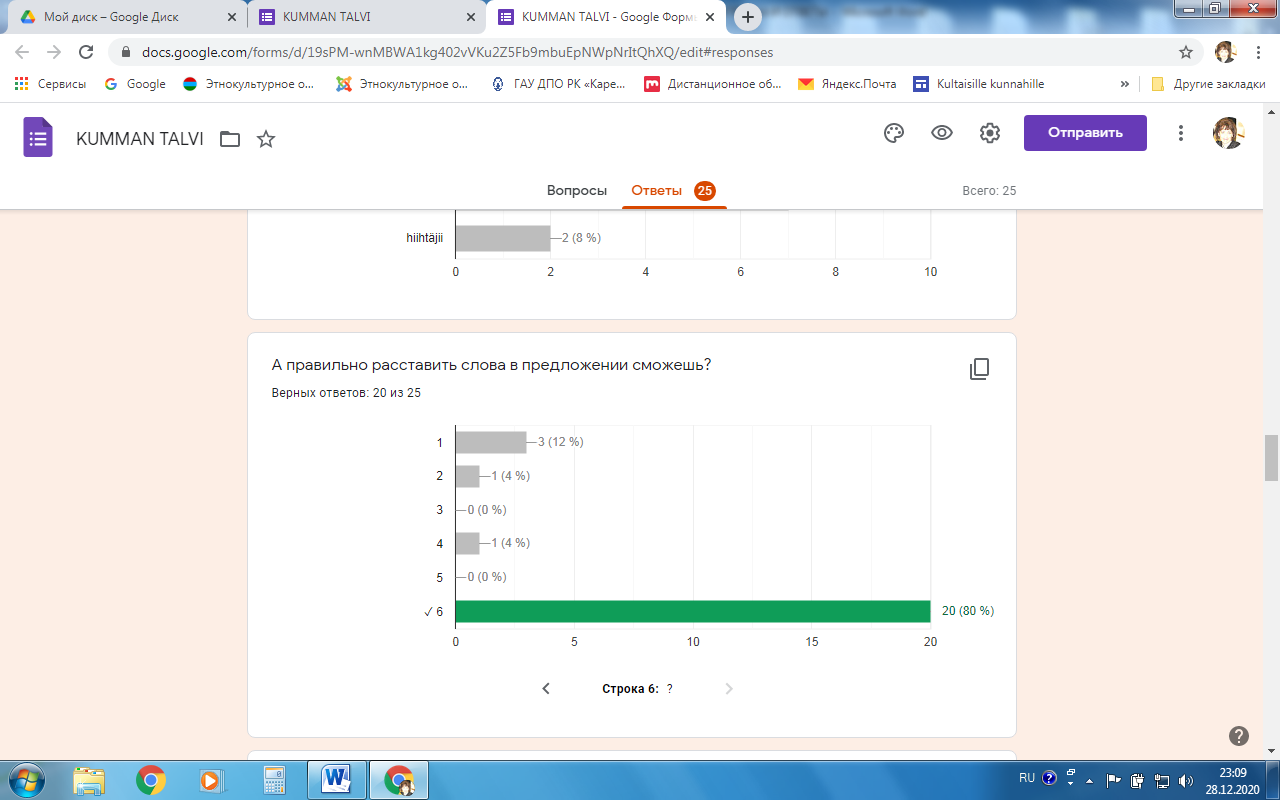 Мой диск – Google Диск
KUMMAN TALVI
KUMMAN TALVI - Google Форм
docs.google.com/forms/d/19sPM-wnMBWA1kg402vVKu2Z5Fb9mbuEpNWpNrItQhXQ/edit#responses
Сервисы Google Этнокультурное о... Этнокультурное о... ГАУ ДПО РК «Каре... Дистанционное об... Яндекс.Почта Kultaisille kunnahille » Другие закладки
KUMMAN TALVI
Отправить
Вопросы Ответы 25 Всего: 25
hiihtäjii 2 (8 %)
0 2 4 6 8 10
А правильно расставить слова в предложении сможешь?
Верных ответов: 20 из 25
1 3 (12 %)
2 1 (4 %)
3 0 (0 %)
4 1 (4 %)
5 0 (0 %)
✓ 6 20 (80 %)
0 5 10 15 20
Строка 6: ?
RU 23:09
28.12.2020